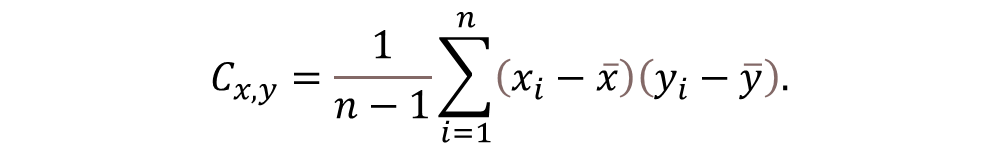 C_{x,y} = \frac{1}{n-1} \sum_{i=1}^{n} (x_i - \bar{x})(y_i - \bar{y}).